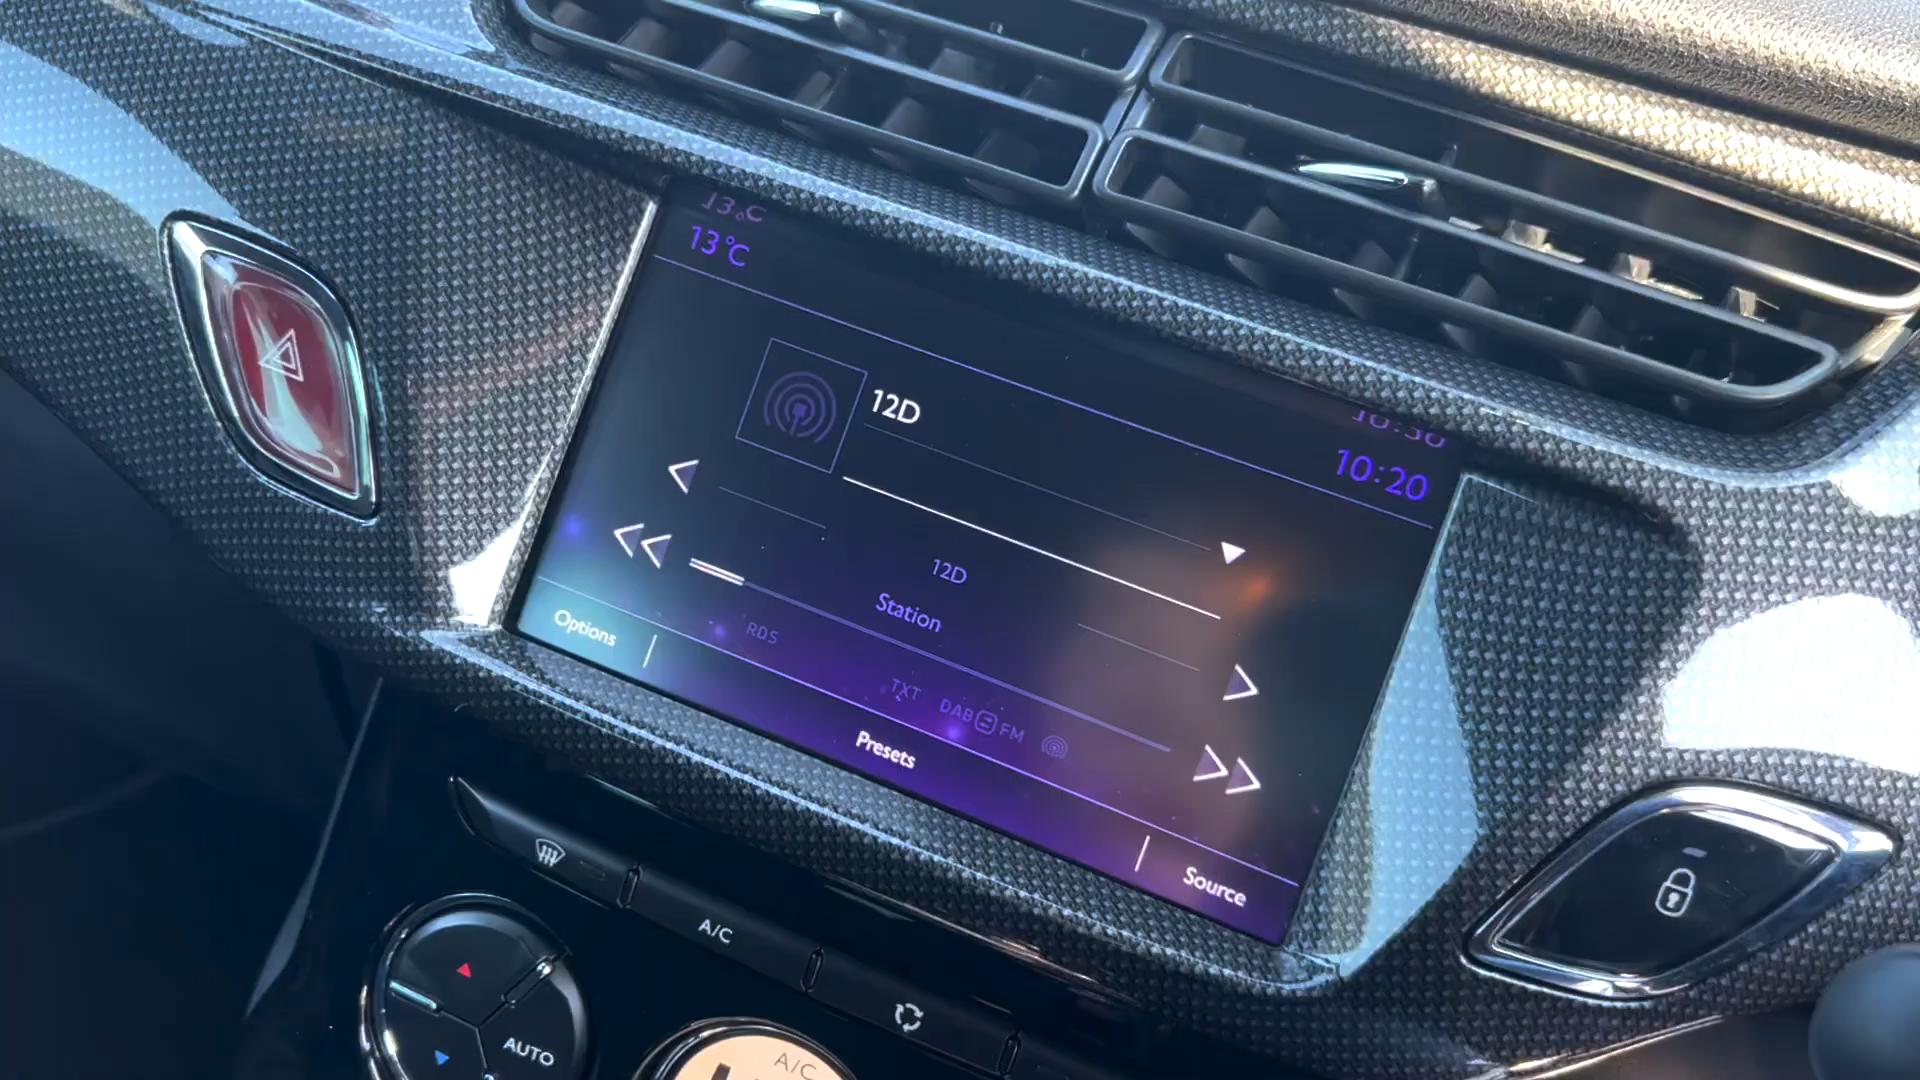 13°C
10:20
12D
12D
Station
RDS
TXT
DAB FM
Options
Presets
Source
A/C
AUTO
A/C